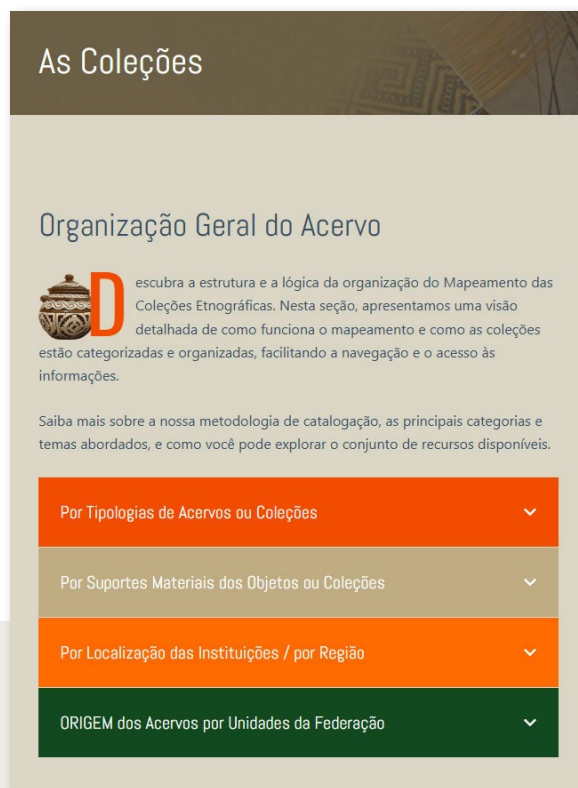 As Coleções
Organização Geral do Acervo
Descubra a estrutura e a lógica da organização do Mapeamento das
Coleções Etnográficas. Nesta seção, apresentamos uma visão
detalhada de como funciona o mapeamento e como as coleções
estão categorizadas e organizadas, facilitando a navegação e o acesso às
informações.
Saiba mais sobre a nossa metodologia de catalogação, as principais categorias e
temas abordados, e como você pode explorar o conjunto de recursos disponíveis.
Por Tipologias de Acervos ou Coleções
Por Suportes Materiais dos Objetos ou Coleções
Por Localização das Instituições / por Região
ORIGEM dos Acervos por Unidades da Federação